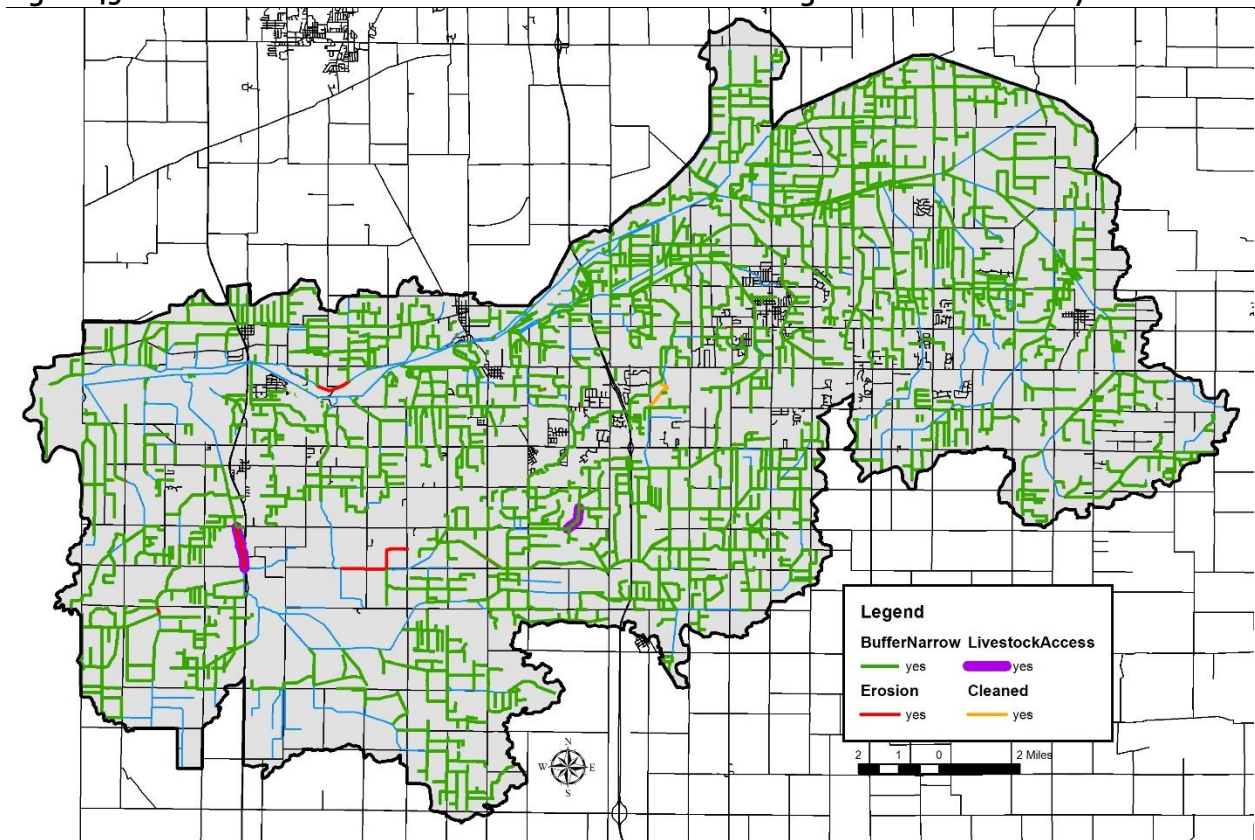 Legend
BufferNarrow LivestockAccess
yes yes
Erosion Cleaned
yes yes
N
W E
S
2 1 0 2 Miles